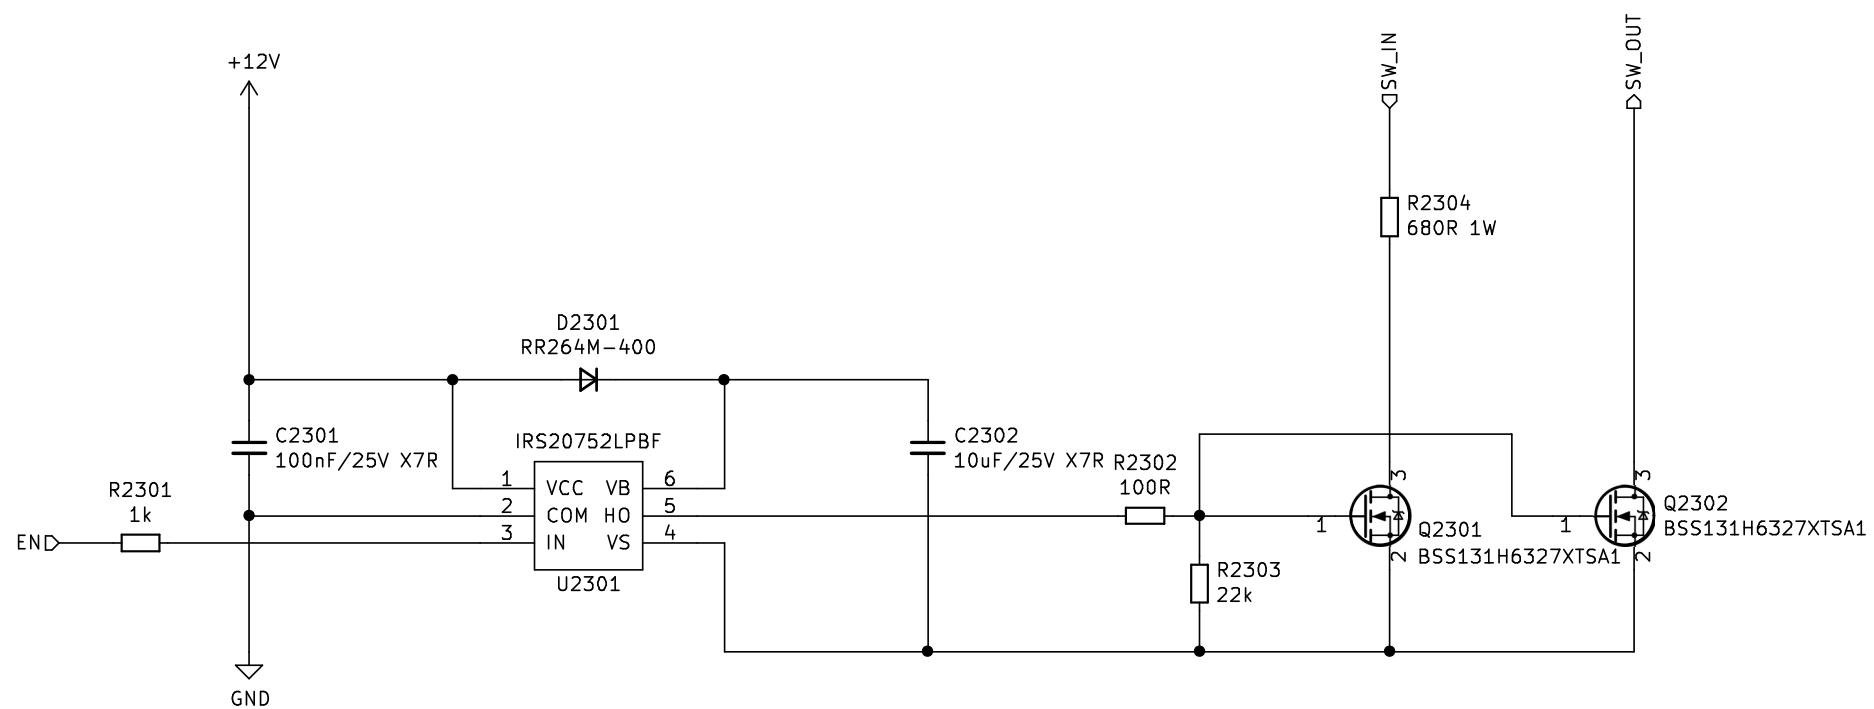 SW_OUT
SW_IN
+12V
R2304
680R 1W
D2301
RR264M-400
C2301
100nF/25V X7R
IRS20752LPBF
C2302
10uF/25V X7R
R2302
100R
R2301
1k
1
VCC
VB
6
2
COM
HO
5
3
IN
VS
4
U2301
EN
3
1
2
Q2301
BSS131H6327XTSA1
3
1
2
Q2302
BSS131H6327XTSA1
R2303
22k
GND